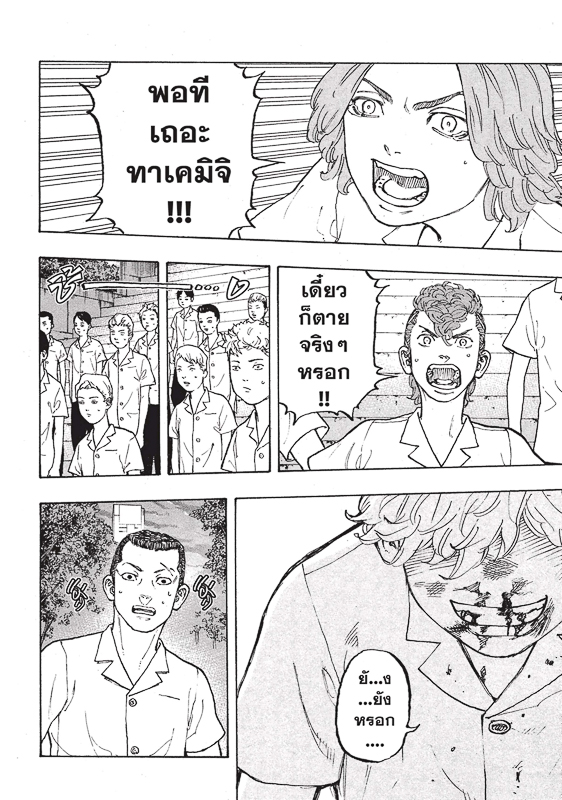 พอที
เถอะ
ทาเคมิจิ
!!!
เดี๋ยว
ก็ตาย
จริงๆ
หรอก
!!
ยั...ง
...ยัง
หรอก
....